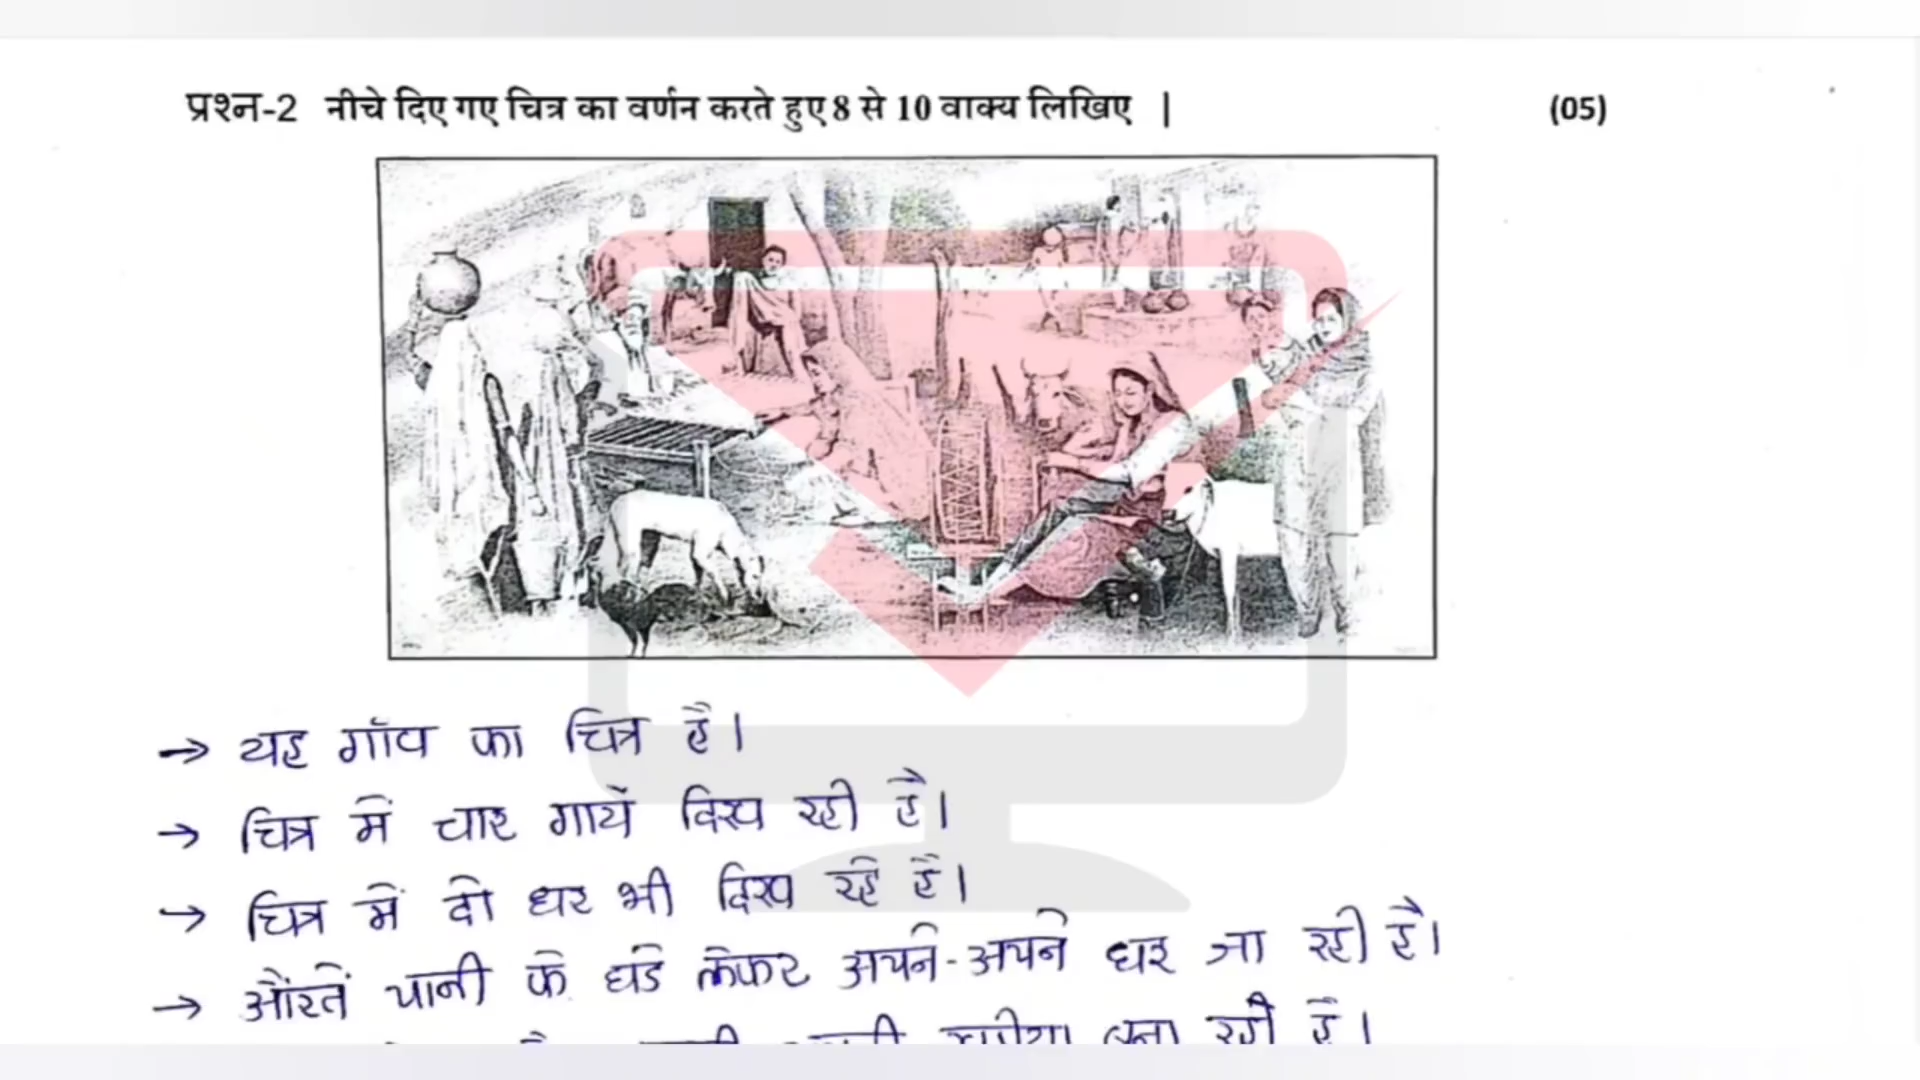 प्रश्न-2 नीचे दिए गए चित्र का वर्णन करते हुए 8 से 10 वाक्य लिखिए | (05)
→ यह गाँव का चित्र है।
→ चित्र में चार गायें दिख रही है।
→ चित्र में दो घर भी दिख रहे है।
→ औरतें पानी के घड़े लेकर अपने-अपने घर जा रही है।
रही है।